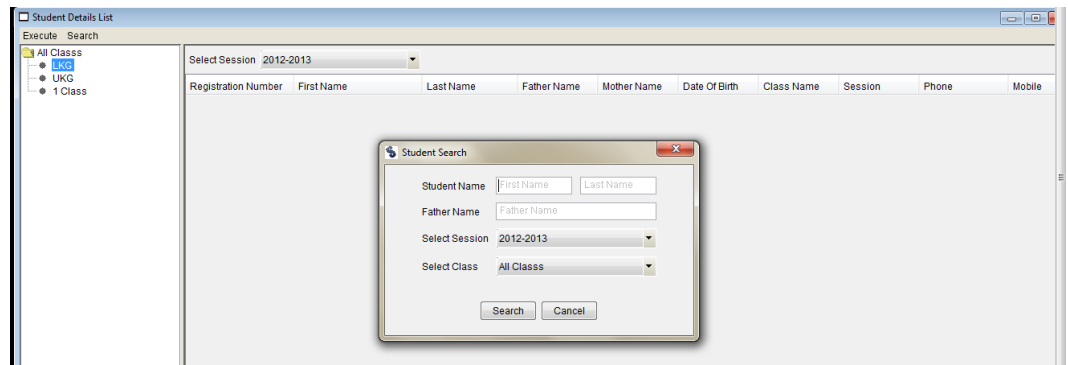 Student Details List
Execute Search
All Classs
LKG
UKG
1 Class
Select Session 2012-2013
Registration Number First Name Last Name Father Name Mother Name Date Of Birth Class Name Session Phone Mobile
Student Search
Student Name First Name Last Name
Father Name Father Name
Select Session 2012-2013
Select Class All Classs
Search Cancel